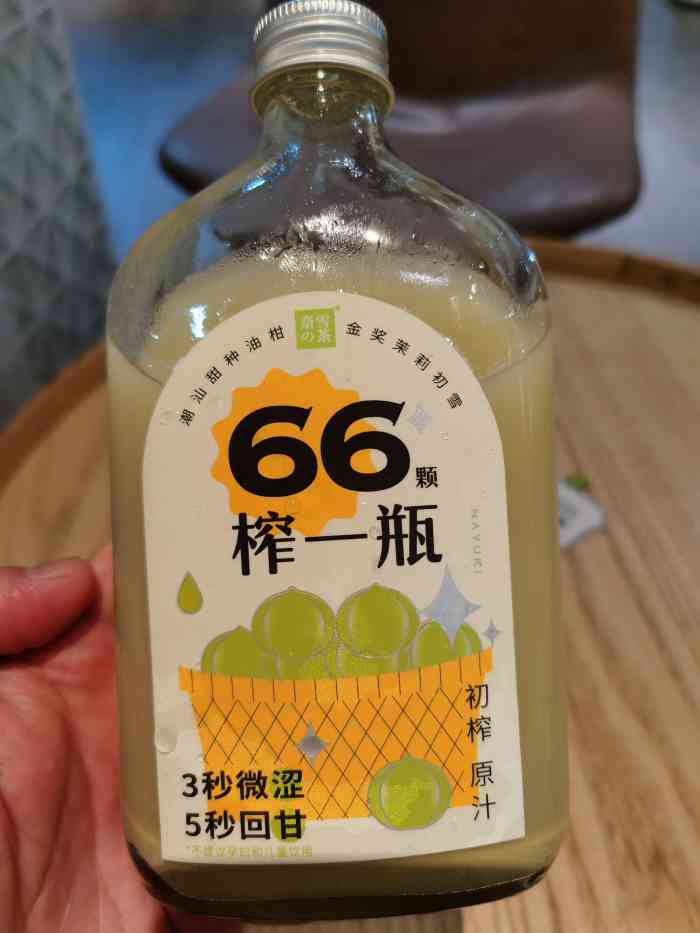 奈雪の茶
潮汕甜种油柑 金奖茉莉初雪
66颗
榨一瓶
NAYUKI
初榨 原汁
3秒微涩
5秒回甘
*不建议孕妇和儿童饮用